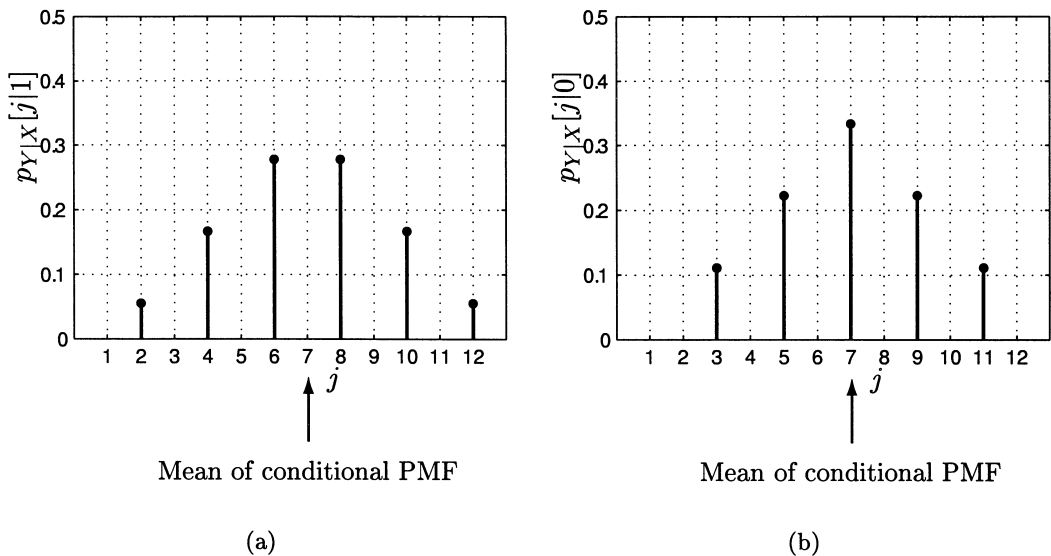 0.5
0.4
0.3
0.2
0.1
0
p_{Y|X}[j|1]
1 2 3 4 5 6 7 8 9 10 11 12
j
Mean of conditional PMF
(a)
0.5
0.4
0.3
0.2
0.1
0
p_{Y|X}[j|0]
1 2 3 4 5 6 7 8 9 10 11 12
j
Mean of conditional PMF
(b)